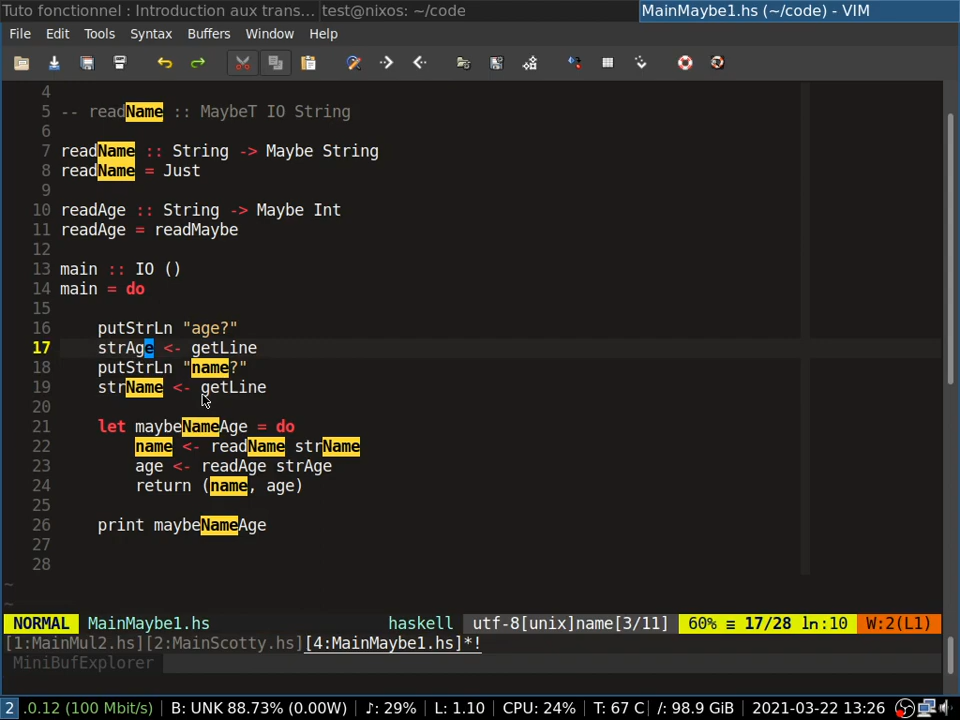 Tuto fonctionnel : Introduction aux trans... test@nixos: ~/code MainMaybe1.hs (~/code) - VIM
File Edit Tools Syntax Buffers Window Help
4
5 -- readName :: MaybeT IO String
6
7 readName :: String -> Maybe String
8 readName = Just
9
10 readAge :: String -> Maybe Int
11 readAge = readMaybe
12
13 main :: IO ()
14 main = do
15
16 putStrLn "age?"
17 strAge <- getLine
18 putStrLn "name?"
19 strName <- getLine
20
21 let maybeNameAge = do
22 name <- readName strName
23 age <- readAge strAge
24 return (name, age)
25
26 print maybeNameAge
27
28
~
~
NORMAL MainMaybe1.hs haskell utf-8[unix]name[3/11] 60% ≡ 17/28 ln:10 W:2(L1)
[1:MainMul2.hs][2:MainScotty.hs][4:MainMaybe1.hs]*!
MiniBufExplorer
2 .0.12 (100 Mbit/s) B: UNK 88.73% (0.00W) ♪: 29% L: 1.10 CPU: 24% T: 67 C /: 98.9 GiB 2021-03-22 13:26